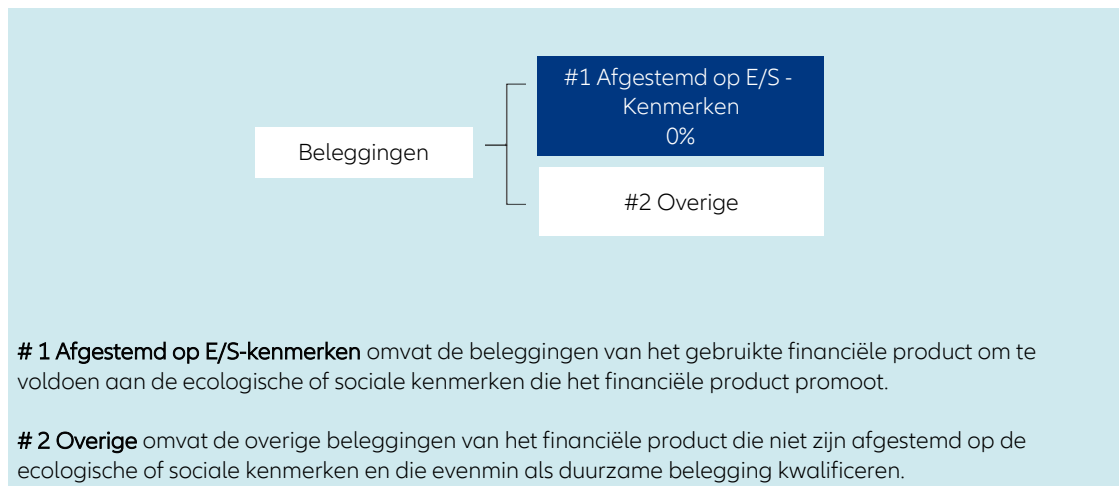 #1 Afgestemd op E/S -
Kenmerken
0%
Beleggingen
#2 Overige
# 1 Afgestemd op E/S-kenmerken omvat de beleggingen van het gebruikte financiële product om te
voldoen aan de ecologische of sociale kenmerken die het financiële product promoot.
# 2 Overige omvat de overige beleggingen van het financiële product die niet zijn afgestemd op de
ecologische of sociale kenmerken en die evenmin als duurzame belegging kwalificeren.